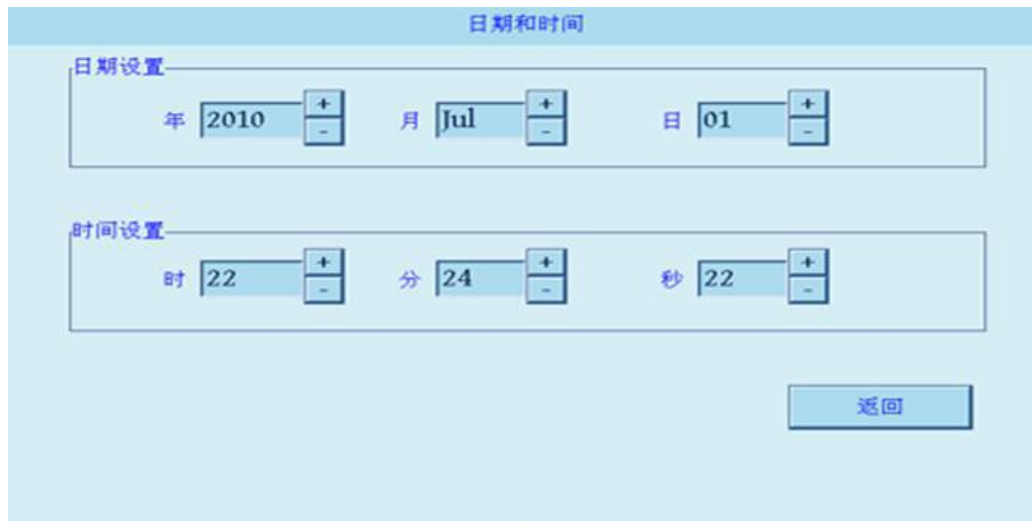 日期和时间
日期设置
年 2010 + - 月 Jul + - 日 01 + -
时间设置
时 22 + - 分 24 + - 秒 22 + -
返回